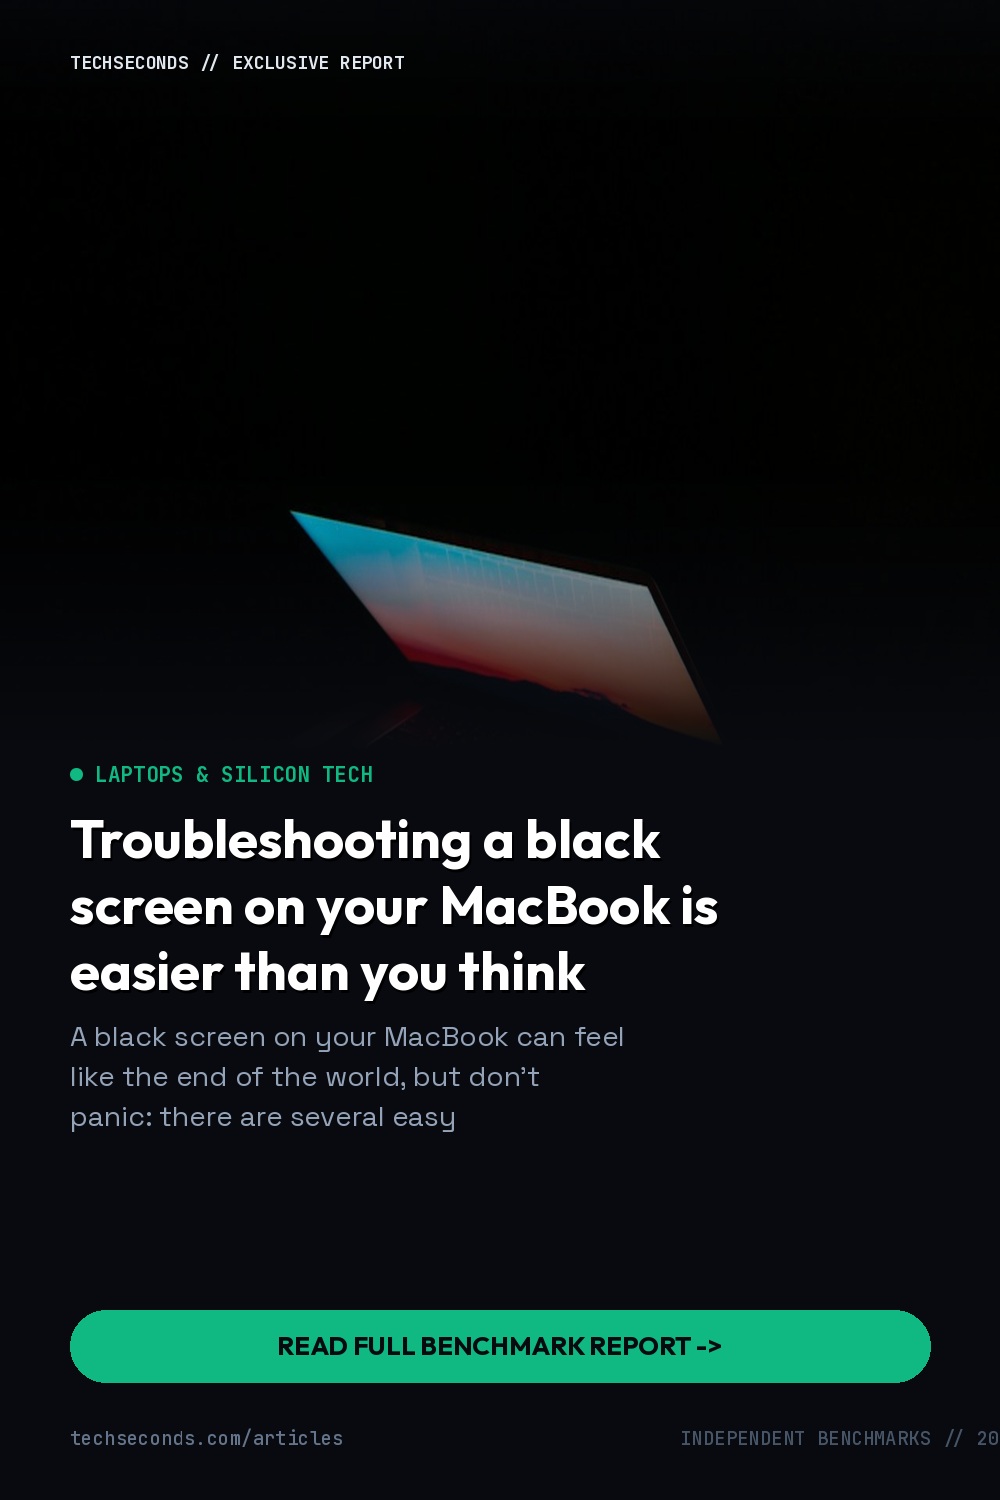 TECHSECONDS // EXCLUSIVE REPORT
LAPTOPS & SILICON TECH
Troubleshooting a black
screen on your MacBook is
easier than you think
A black screen on your MacBook can feel
like the end of the world, but don’t
panic: there are several easy
READ FULL BENCHMARK REPORT ->
techseconds.com/articles
INDEPENDENT BENCHMARKS // 20